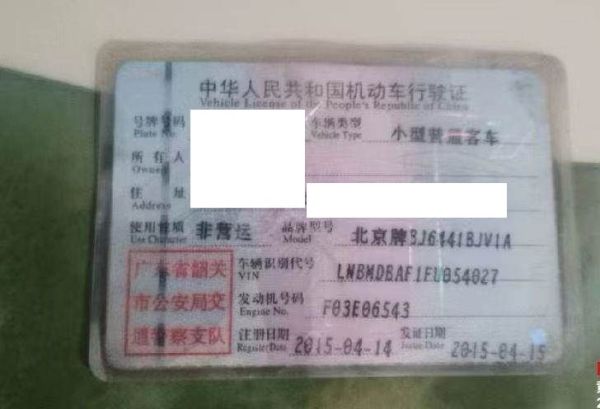 中华人民共和国机动车行驶证
Vehicle License of the People's Republic of China
号牌号码 车辆类型 小型普通客车
Plate No. Vehicle Type
所有人
Owner
住址
Address
使用性质 非营运 品牌型号 北京牌BJ6441BJV1A
Use Character Model
广东省韶关 车辆识别代号 LNBMDBAF1FU054027
VIN
市公安局交 发动机号码 F03E06543
Engine No.
道警察支队 注册日期 2015-04-14 发证日期 2015-04-15
Register Date Issue Date